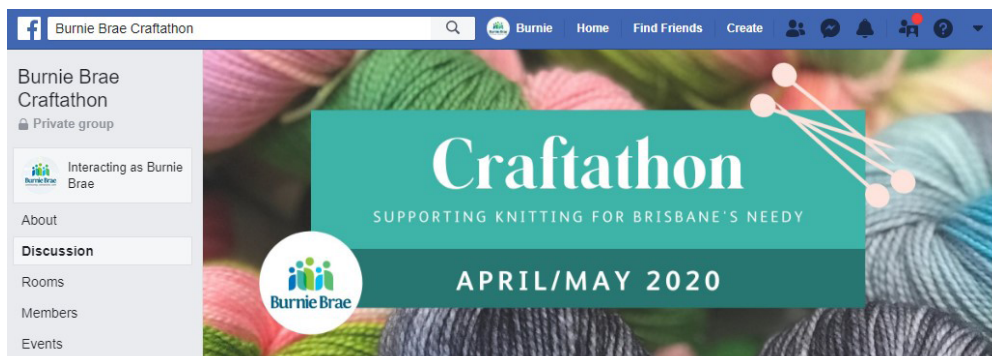 Burnie Brae Craftathon
Burnie
Home
Find Friends
Create
Burnie Brae
Craftathon
Private group
Interacting as Burnie
Brae
About
Discussion
Rooms
Members
Events
Craftathon
SUPPORTING KNITTING FOR BRISBANE'S NEEDY
APRIL/MAY 2020
Burnie Brae